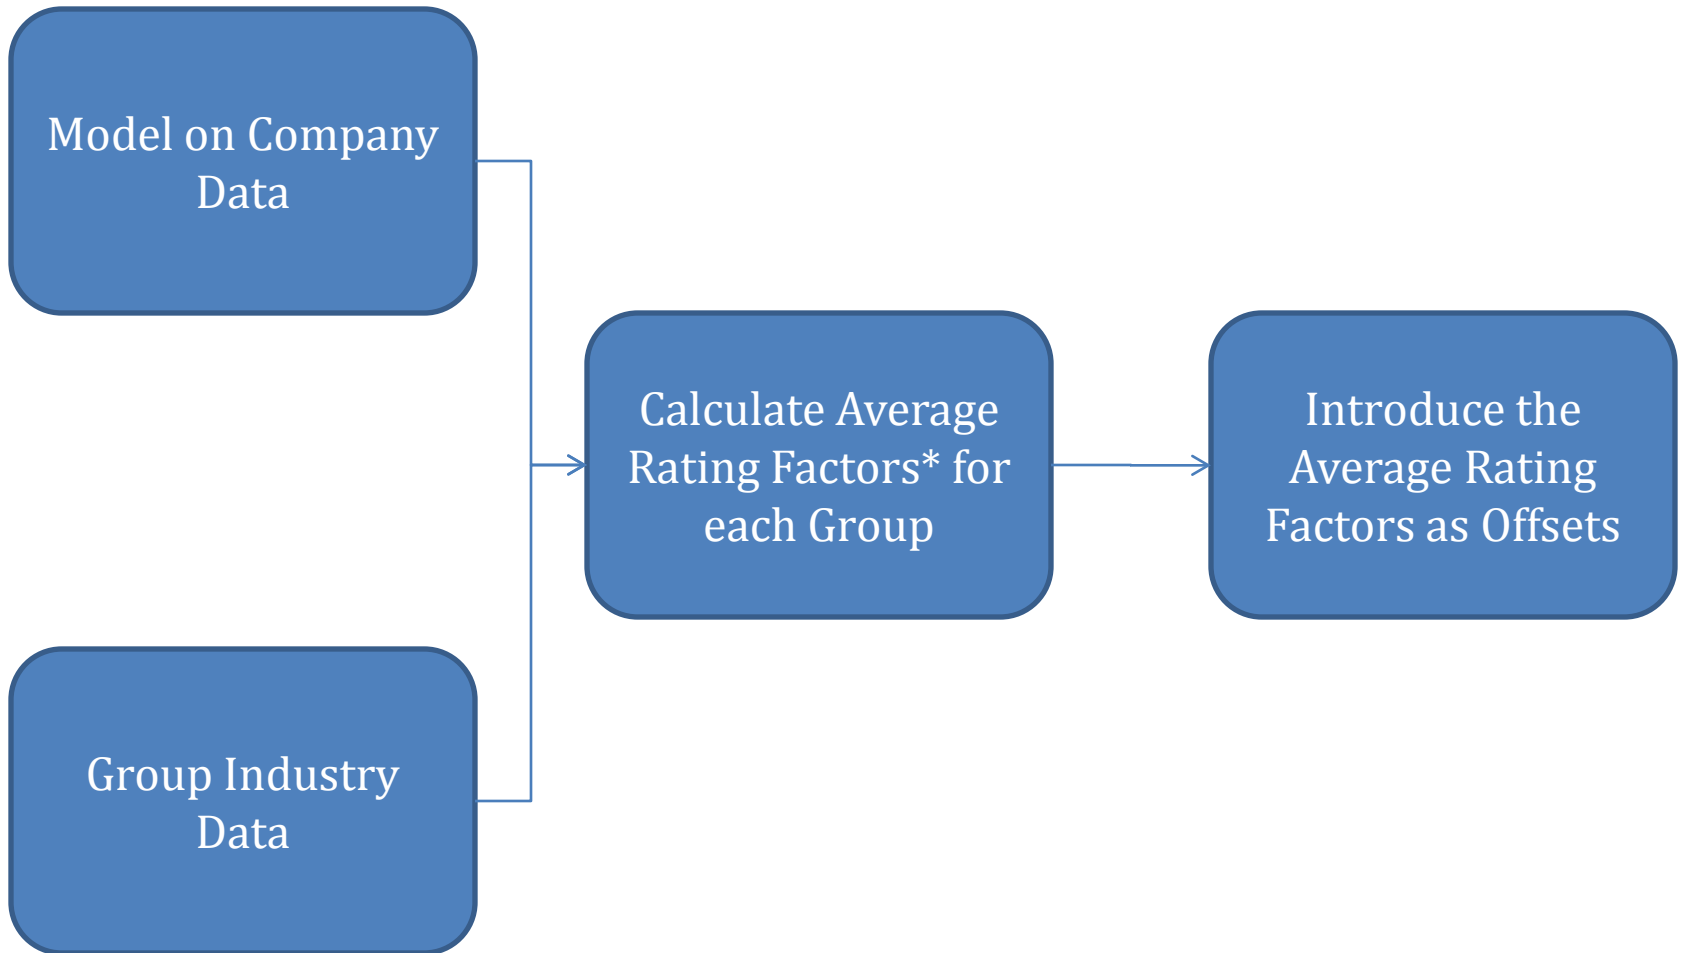 Model on Company
Data
Group Industry
Data
Calculate Average
Rating Factors* for
each Group
Introduce the
Average Rating
Factors as Offsets